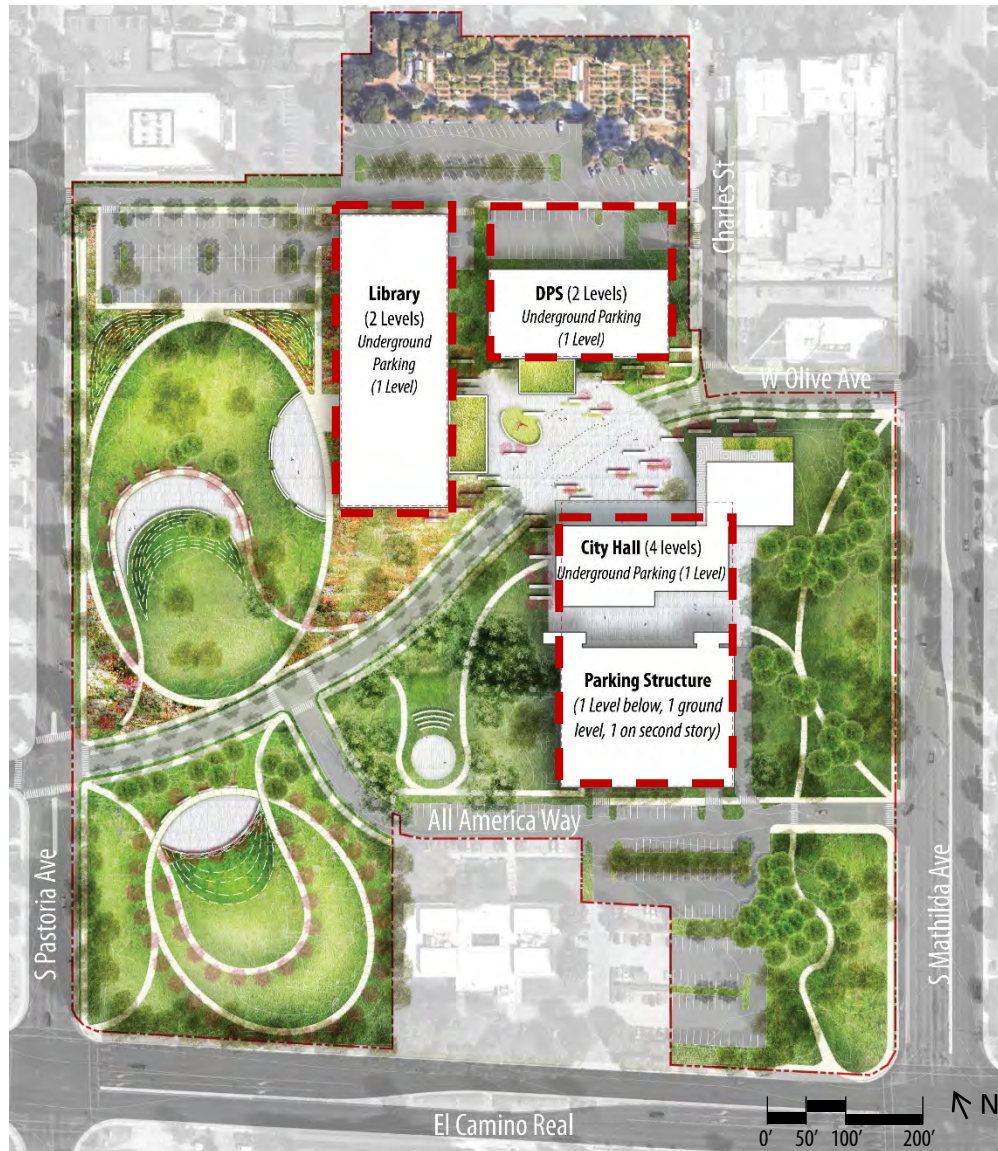 Charles St
Library
(2 Levels)
Underground
Parking
(1 Level)
DPS (2 Levels)
Underground Parking
(1 Level)
W Olive Ave
City Hall (4 levels)
Underground Parking (1 Level)
Parking Structure
(1 Level below, 1 ground
level, 1 on second story)
All America Way
S Pastoria Ave
S Mathilda Ave
El Camino Real
N
0' 50' 100' 200'